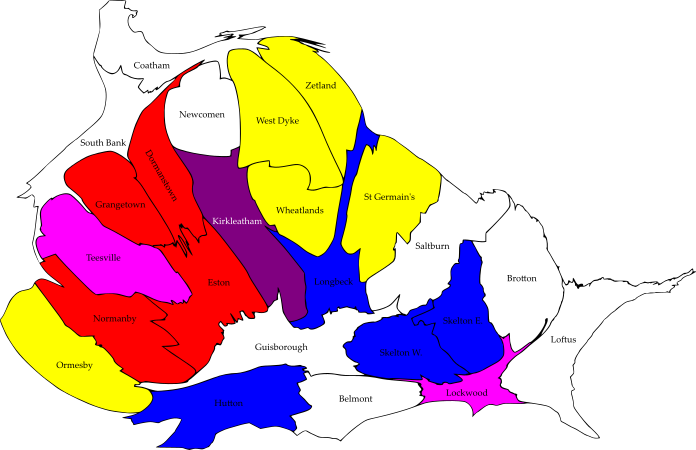 Coatham
Zetland
Newcomen
West Dyke
South Bank
Dormanstown
St Germain's
Grangetown
Wheatlands
Kirkleatham
Saltburn
Teesville
Eston
Longbeck
Brotton
Normanby
Skelton E
Loftus
Guisborough
Skelton W
Ormesby
Lockwood
Belmont
Hutton